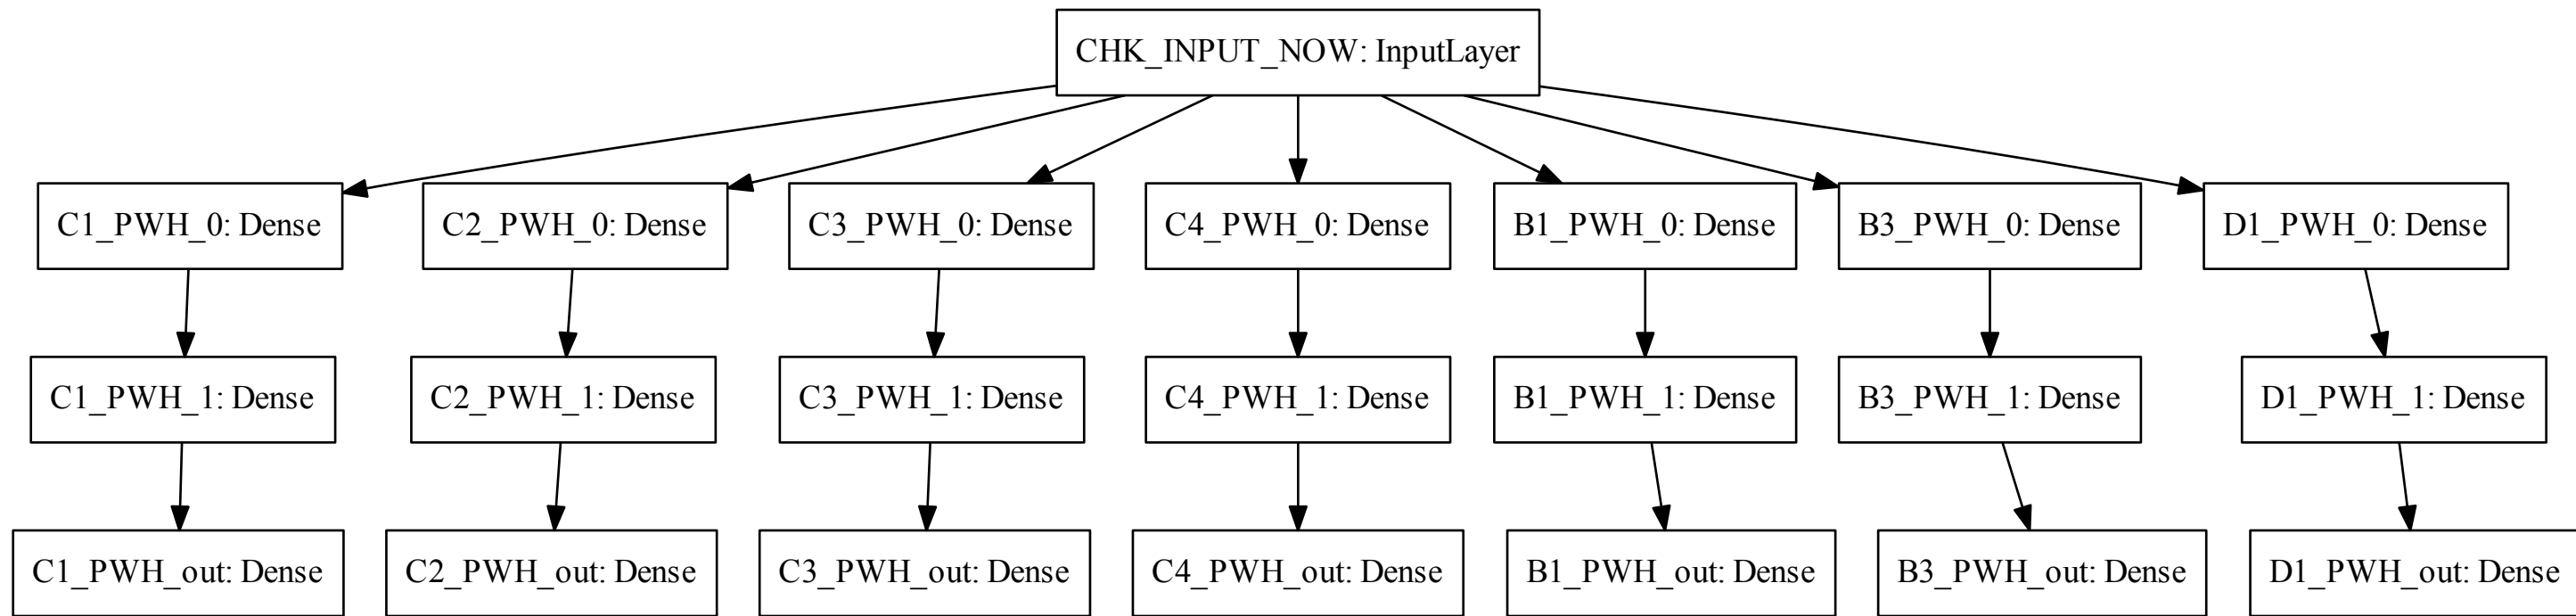 CHK_INPUT_NOW: InputLayer
C1_PWH_0: Dense
C2_PWH_0: Dense
C3_PWH_0: Dense
C4_PWH_0: Dense
B1_PWH_0: Dense
B3_PWH_0: Dense
D1_PWH_0: Dense
C1_PWH_1: Dense
C2_PWH_1: Dense
C3_PWH_1: Dense
C4_PWH_1: Dense
B1_PWH_1: Dense
B3_PWH_1: Dense
D1_PWH_1: Dense
C1_PWH_out: Dense
C2_PWH_out: Dense
C3_PWH_out: Dense
C4_PWH_out: Dense
B1_PWH_out: Dense
B3_PWH_out: Dense
D1_PWH_out: Dense